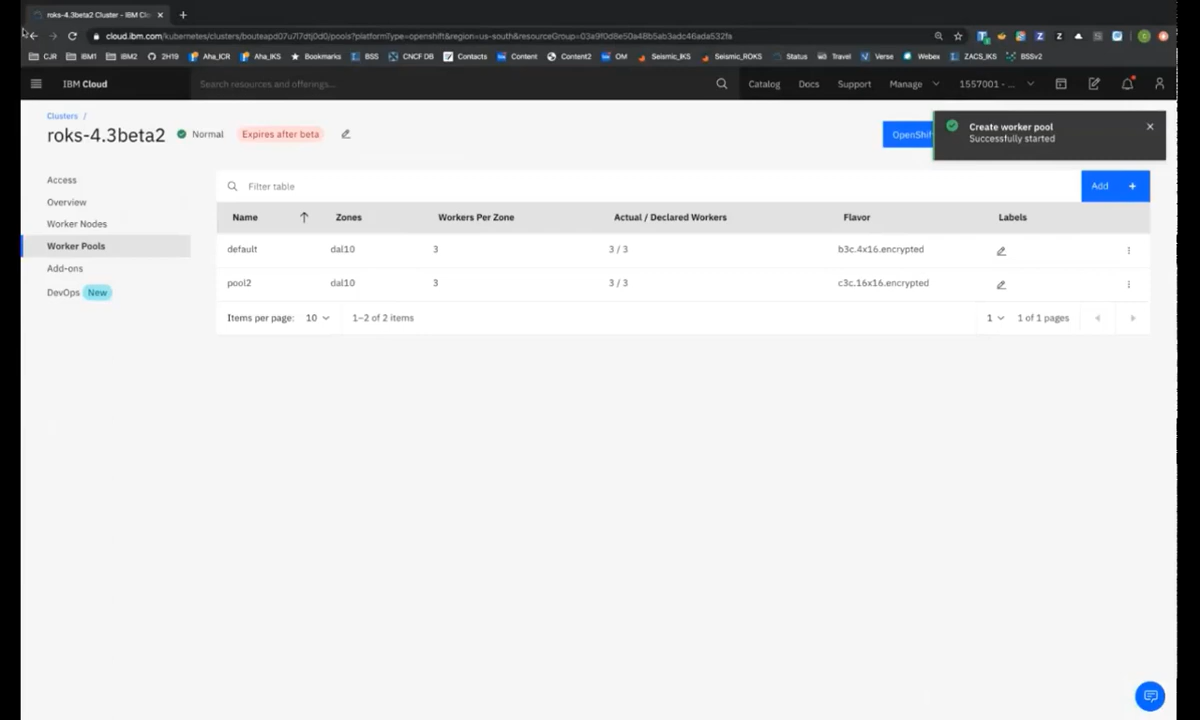 roks-4.3beta2 Cluster - IBM Clo
cloud.ibm.com/kubernetes/clusters/bouteapd07u7l7dtj0d0/pools?platformType=openshift&region=us-south&resourceGroup=03a9f0d8e50a48b5ab3adc46ada532fa
CJR IBM1 IBM2 2H19 Aha_ICR Aha_IKS Bookmarks BSS CNCF DB Contacts Content Content2 OM Seismic_IKS Seismic_ROKS Status Travel Verse Webex ZACS_IKS BSSv2
IBM Cloud Search resources and offerings... Catalog Docs Support Manage 1557001 - ...
Clusters /
roks-4.3beta2 Normal Expires after beta OpenShif
Create worker pool
Successfully started
Access
Overview
Worker Nodes
Worker Pools
Add-ons
DevOps New
Filter table Add +
Name Zones Workers Per Zone Actual / Declared Workers Flavor Labels
default dal10 3 3 / 3 b3c.4x16.encrypted
pool2 dal10 3 3 / 3 c3c.16x16.encrypted
Items per page: 10 1–2 of 2 items 1 1 of 1 pages